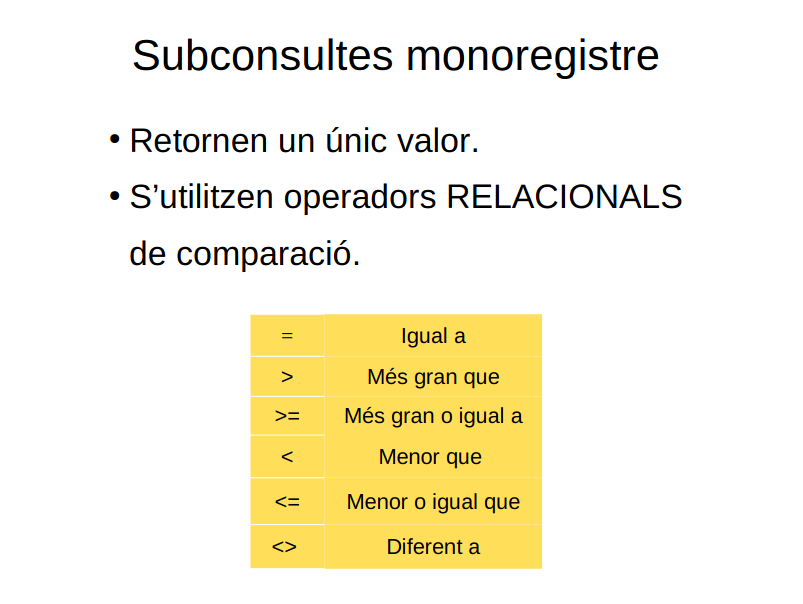 Subconsultes monoregistre
• Retornen un únic valor.
• S’utilitzen operadors RELACIONALS
de comparació.
= Igual a
> Més gran que
>= Més gran o igual a
< Menor que
<= Menor o igual que
<> Diferent a